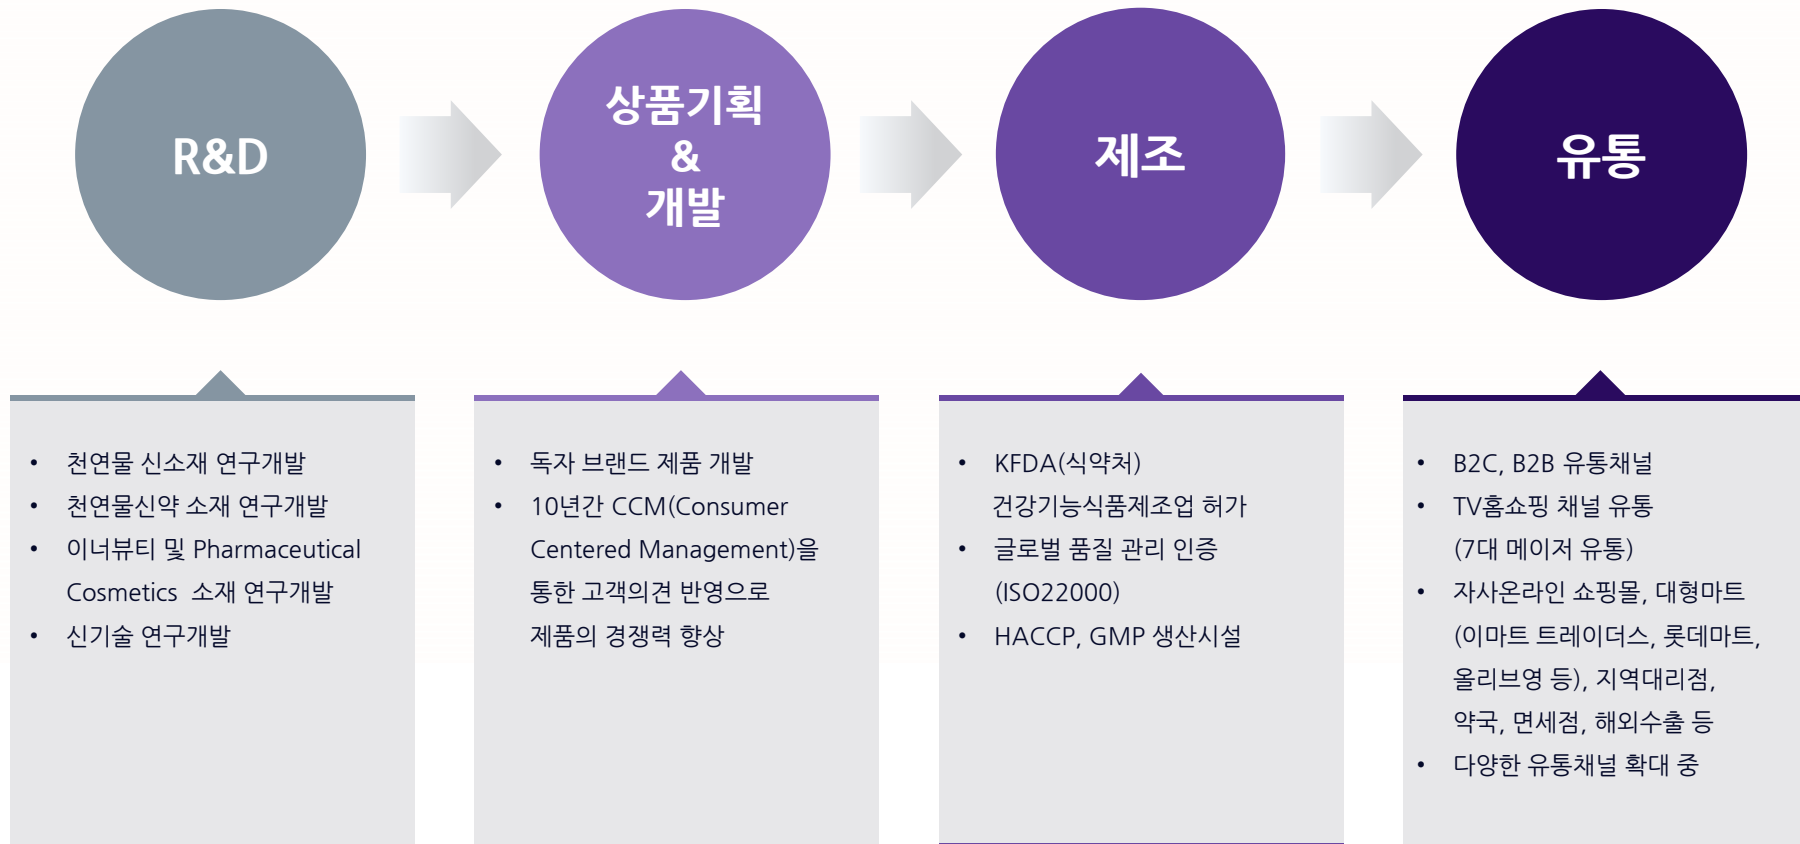 R&D
상품기획
&
개발
제조
유통
• 천연물 신소재 연구개발
• 천연물신약 소재 연구개발
• 이너뷰티 및 Pharmaceutical
Cosmetics 소재 연구개발
• 신기술 연구개발
• 독자 브랜드 제품 개발
• 10년간 CCM(Consumer
Centered Management)을
통한 고객의견 반영으로
제품의 경쟁력 향상
• KFDA(식약처)
건강기능식품제조업 허가
• 글로벌 품질 관리 인증
(ISO22000)
• HACCP, GMP 생산시설
• B2C, B2B 유통채널
• TV홈쇼핑 채널 유통
(7대 메이저 유통)
• 자사온라인 쇼핑몰, 대형마트
(이마트 트레이더스, 롯데마트,
올리브영 등), 지역대리점,
약국, 면세점, 해외수출 등
• 다양한 유통채널 확대 중